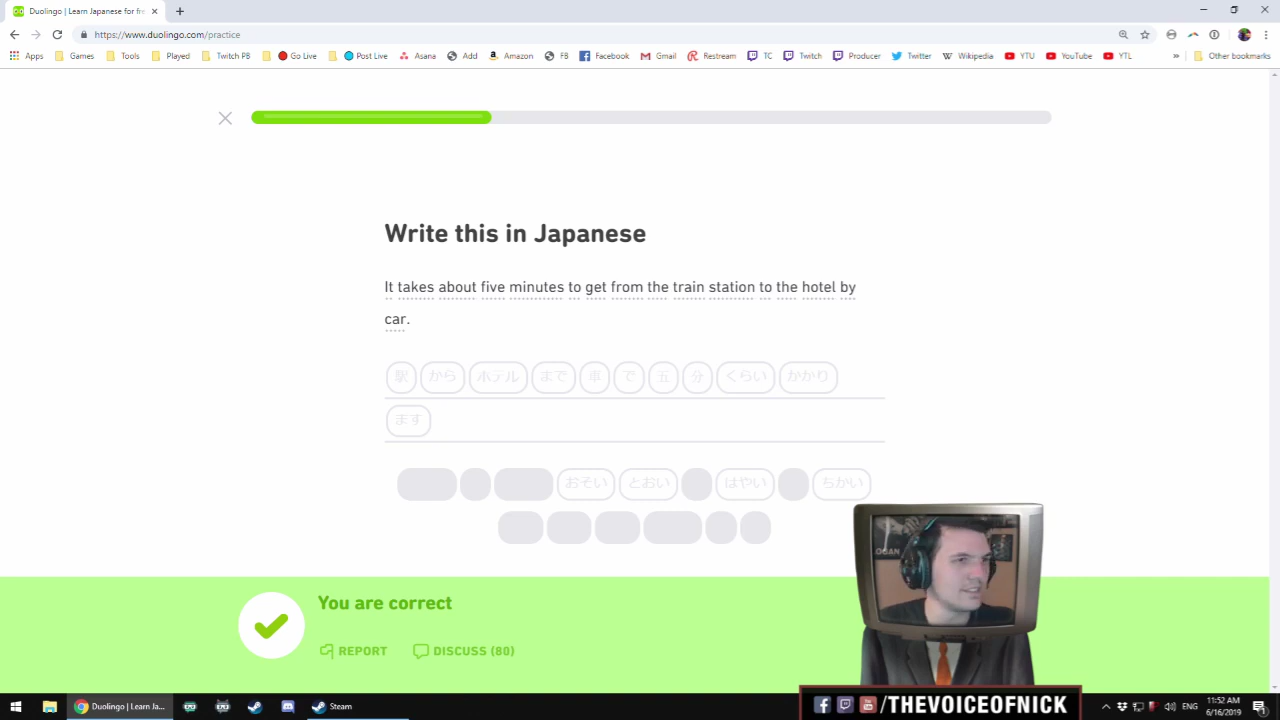 Duolingo | Learn Japanese for fre
https://www.duolingo.com/practice
Apps Games Tools Played Twitch PB Go Live Post Live Asana Add Amazon FB Facebook Gmail Restream TC Twitch Producer Twitter Wikipedia YTU YouTube YTL » Other bookmarks
Write this in Japanese
It takes about five minutes to get from the train station to the hotel by
car.
駅 から ホテル まで 車 で 五 分 くらい かかり
ます
おそい とおい はやい ちかい
You are correct
REPORT DISCUSS (80)
/THEVOICEOFNICK
Duolingo | Learn Ja... Steam ENG 11:52 AM
6/16/2019